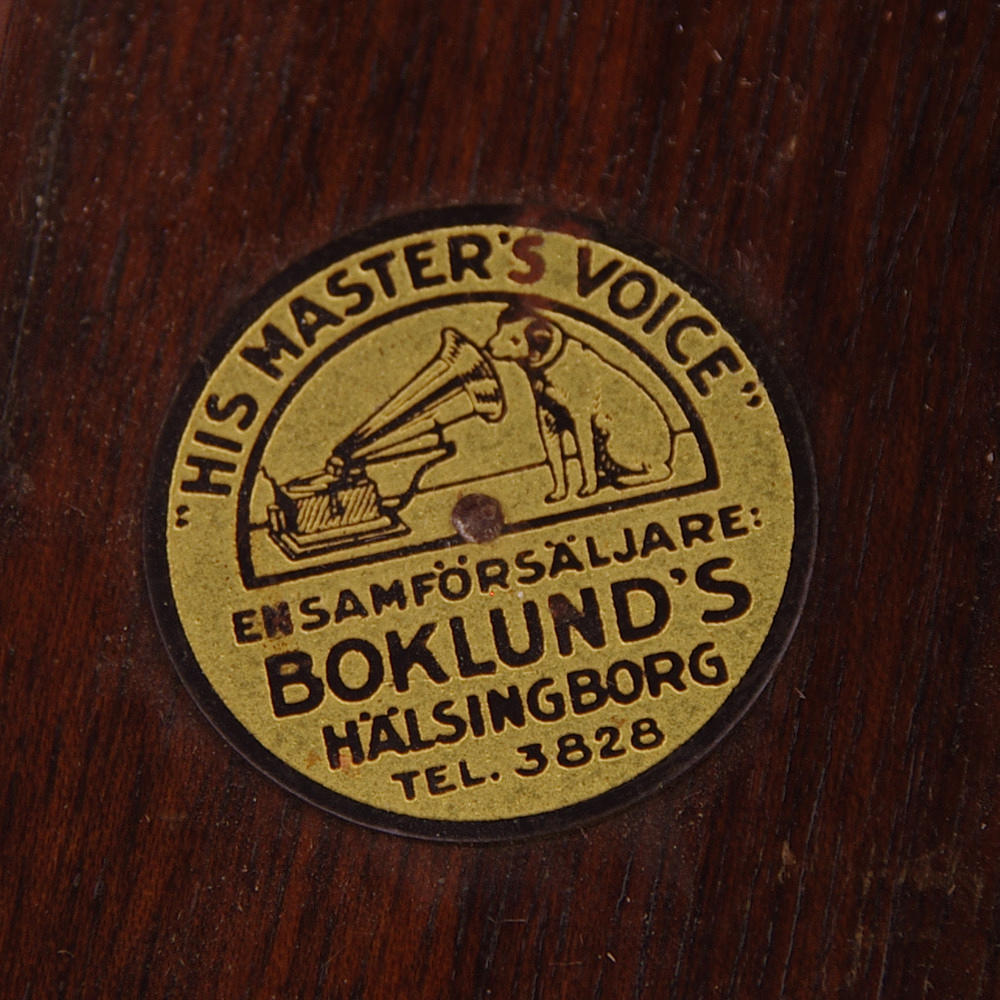 "HIS MASTER'S VOICE"
ENSAMFÖRSÄLJARE:
BOKLUND'S
HÄLSINGBORG
TEL. 3828